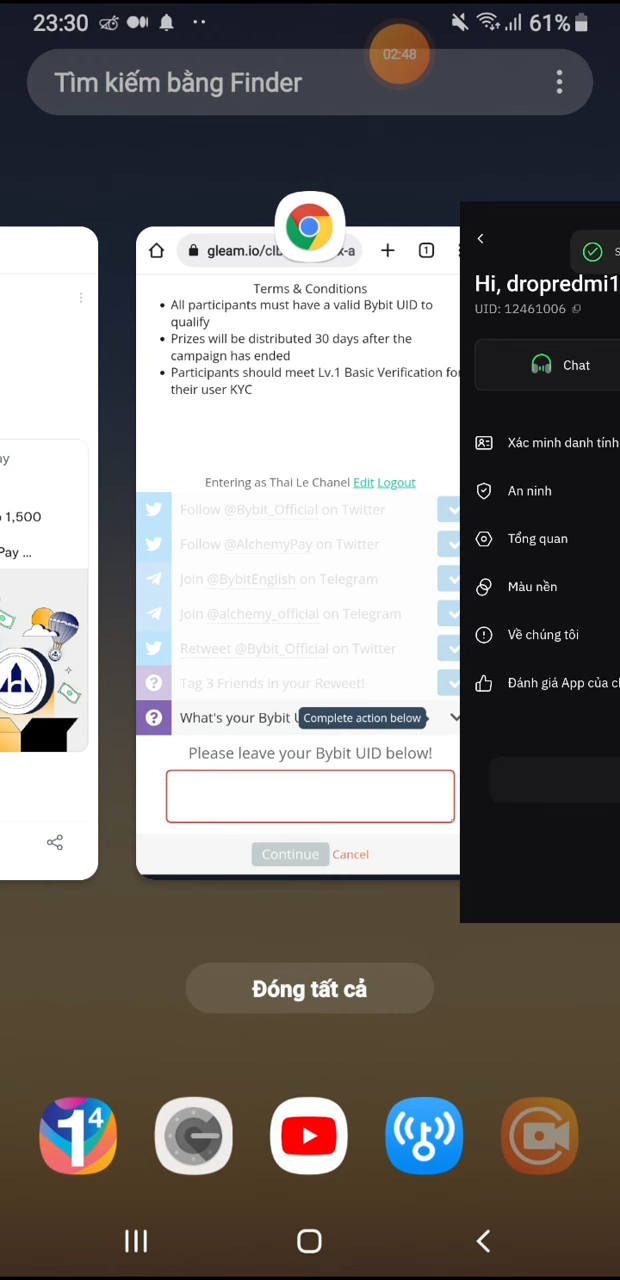 23:30
61%
02:48
Tìm kiếm bằng Finder
gleam.io/
-a
1
Terms & Conditions
All participants must have a valid Bybit UID to
qualify
Prizes will be distributed 30 days after the
campaign has ended
Participants should meet Lv.1 Basic Verification for
their user KYC
Entering as Thai Le Chanel Edit Logout
Follow @Bybit_Official on Twitter
Follow @AlchemyPay on Twitter
Join @BybitEnglish on Telegram
Join @alchemy_official on Telegram
Retweet @Bybit_Official on Twitter
Tag 3 Friends in your Reweet!
What's your Bybit
Complete action below
Please leave your Bybit UID below!
Continue Cancel
ay
1,500
Pay ...
Hi, dropredmi1
UID: 12461006
Chat
Xác minh danh tính
An ninh
Tổng quan
Màu nền
Về chúng tôi
Đánh giá App của
Đóng tất cả
1⁴